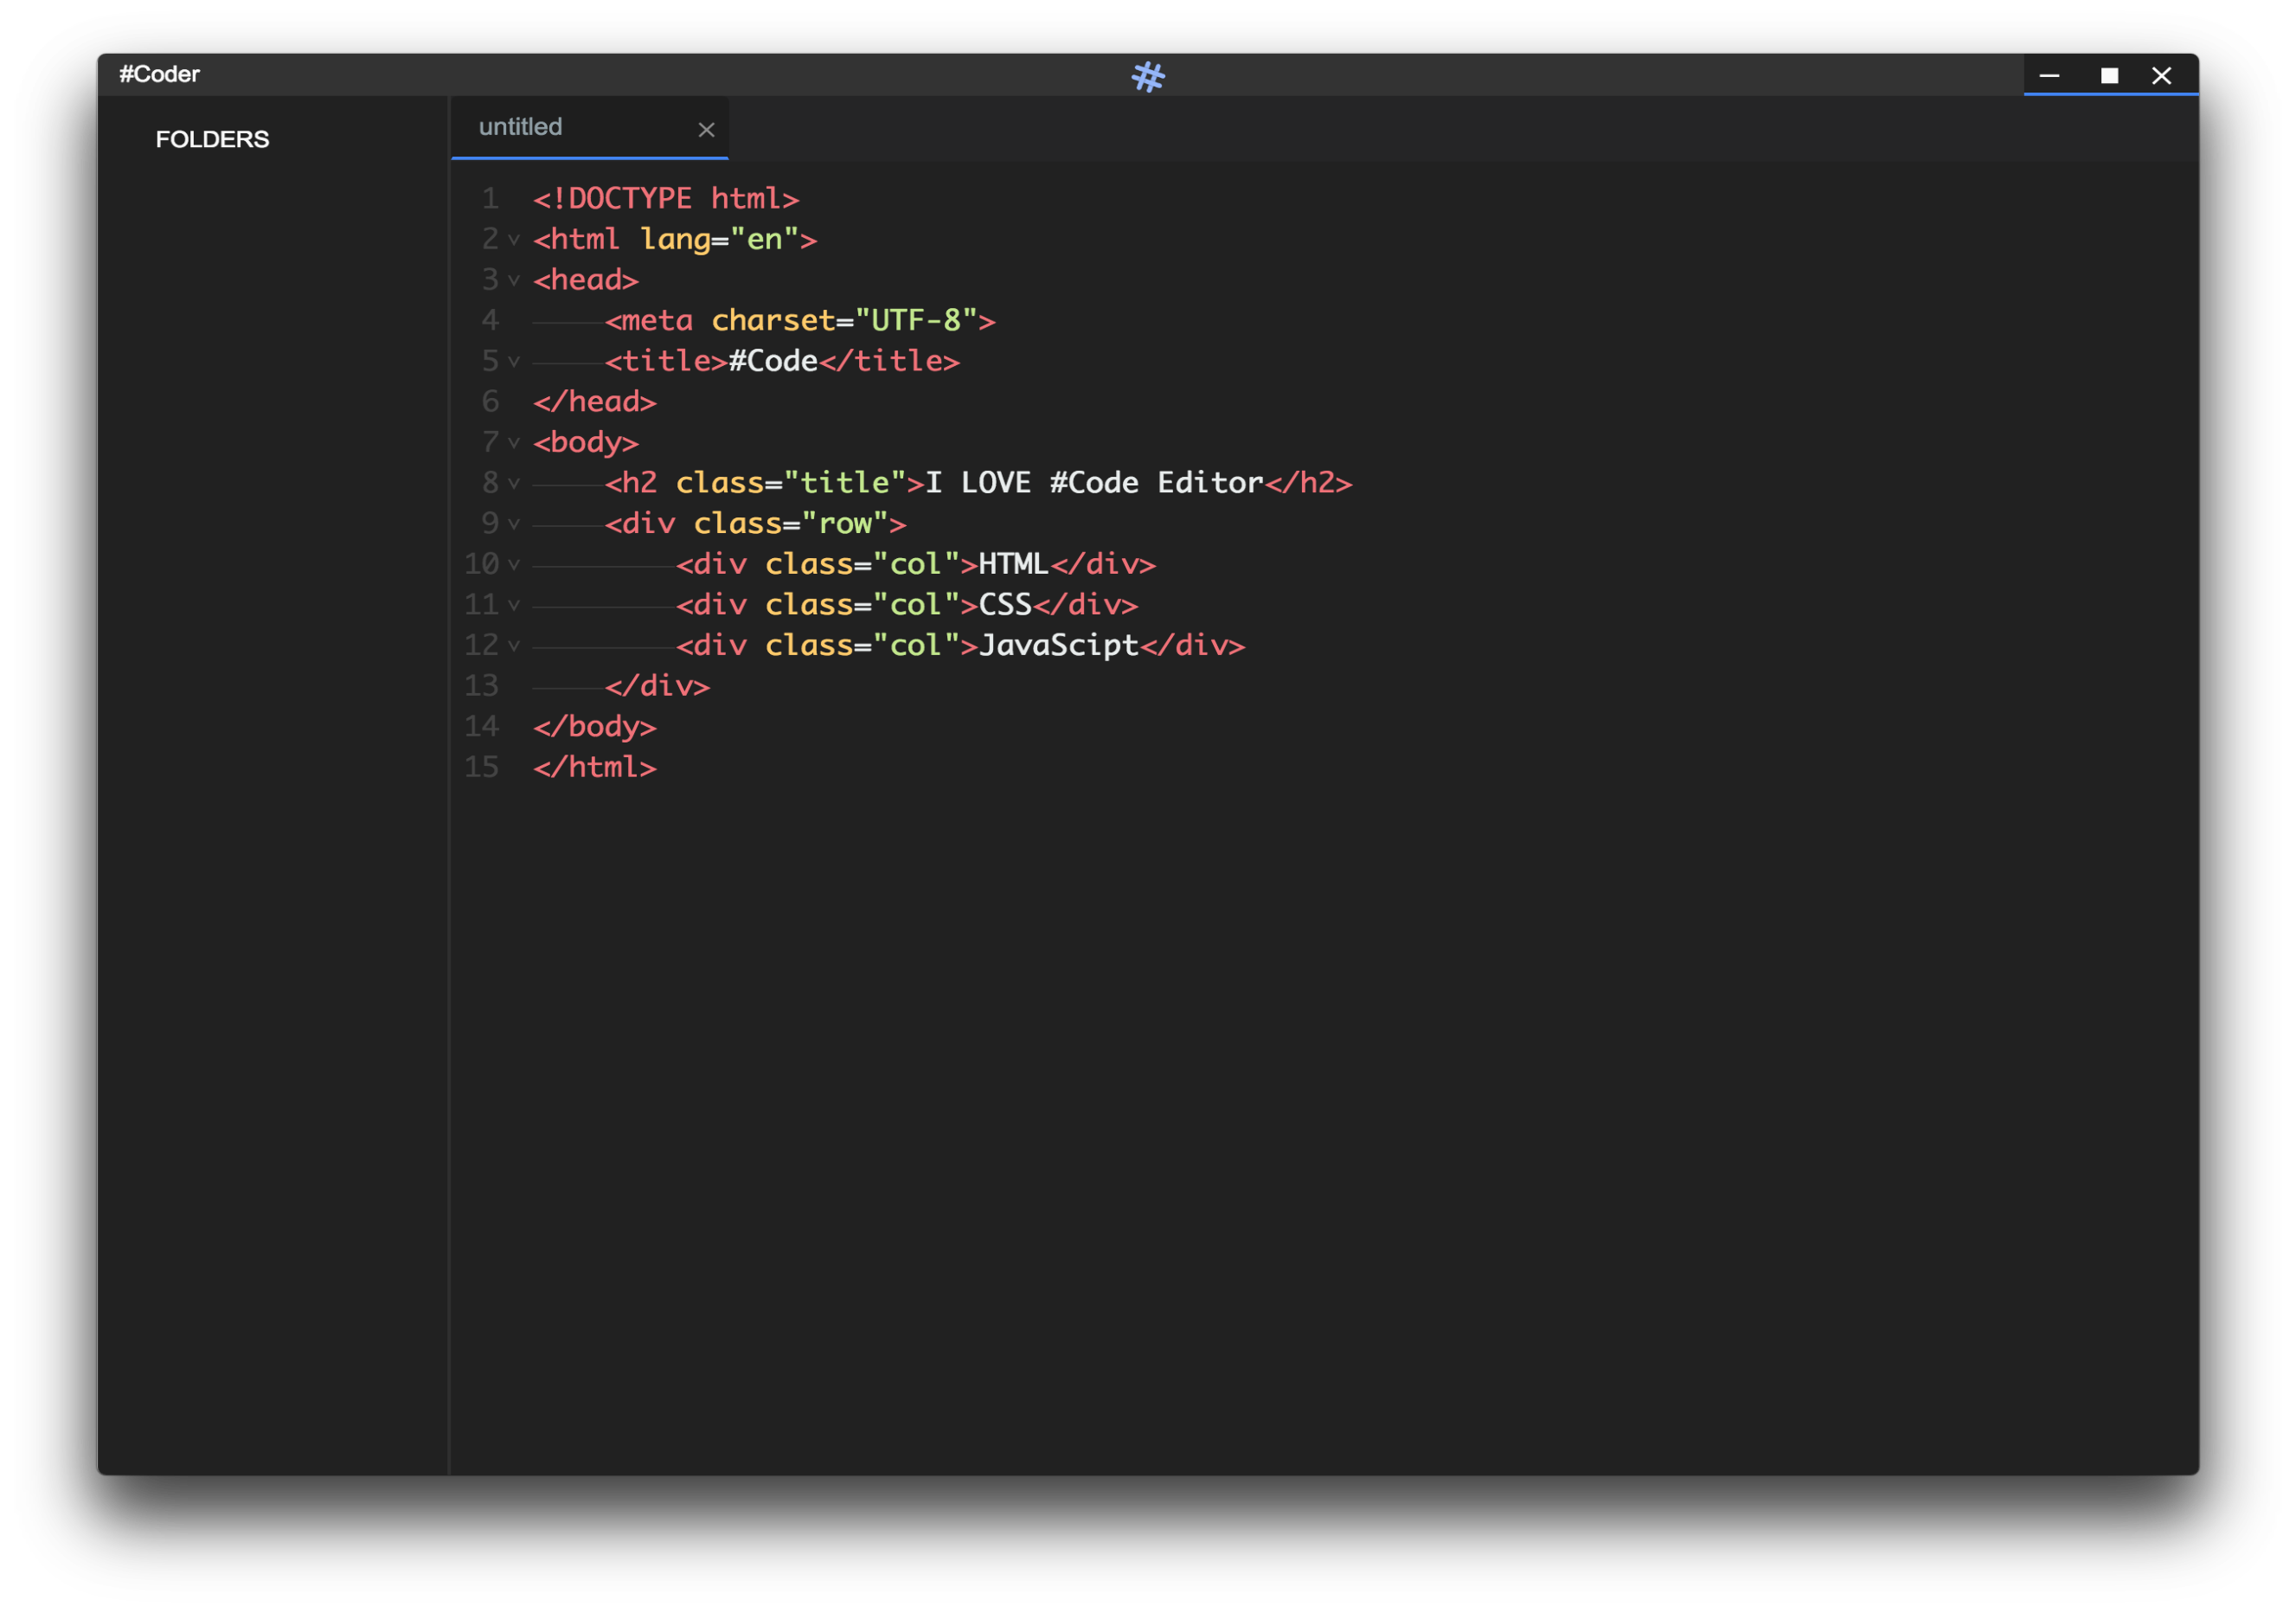 #Coder
#
FOLDERS
untitled
1 <!DOCTYPE html>
2 <html lang="en">
3 <head>
4     <meta charset="UTF-8">
5     <title>#Code</title>
6 </head>
7 <body>
8     <h2 class="title">I LOVE #Code Editor</h2>
9     <div class="row">
10         <div class="col">HTML</div>
11         <div class="col">CSS</div>
12         <div class="col">JavaScipt</div>
13     </div>
14 </body>
15 </html>